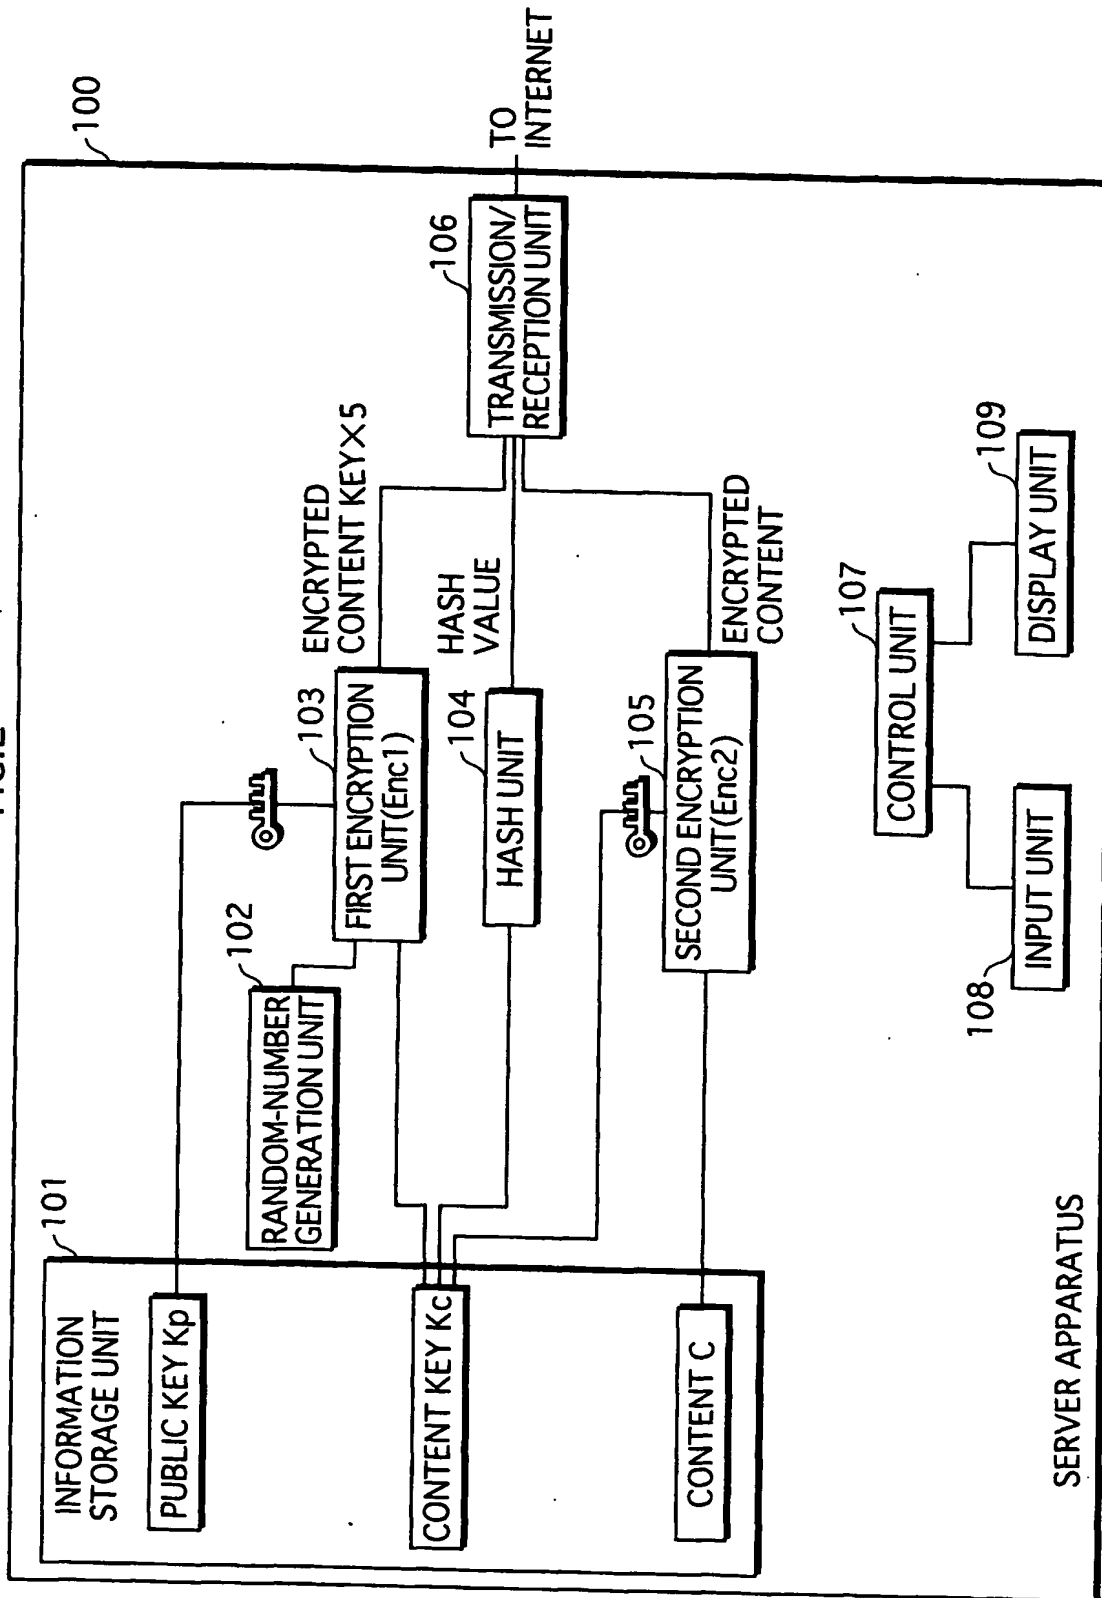 100
TO
INTERNET
101
INFORMATION
STORAGE UNIT
PUBLIC KEY Kp
CONTENT KEY Kc
CONTENT C
102
RANDOM-NUMBER
GENERATION UNIT
103
FIRST ENCRYPTION
UNIT(Enc1)
ENCRYPTED
CONTENT KEY×5
104
HASH UNIT
HASH
VALUE
105
SECOND ENCRYPTION
UNIT(Enc2)
ENCRYPTED
CONTENT
106
TRANSMISSION/
RECEPTION UNIT
107
CONTROL UNIT
108
INPUT UNIT
109
DISPLAY UNIT
SERVER APPARATUS